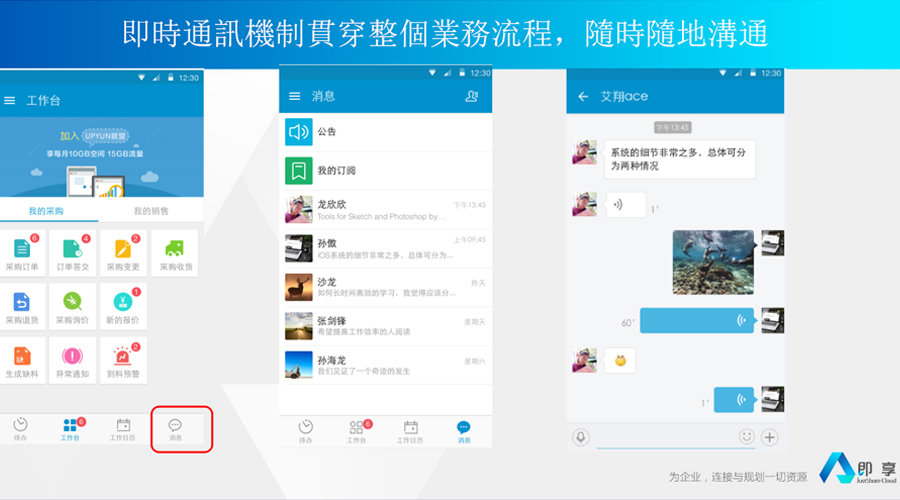 即時通訊機制貫穿整個業務流程，隨時隨地溝通
12:30
工作台
加入 UPYUN联盟
享每月10GB空间 15GB流量
我的采购 我的销售
6 4 2
采购订单 订单答交 采购变更 采购收货
1
采购退货 采购询价 新的报价
2
生成缺料 异常通知 到料预警
6
待办 工作台 工作日历 消息
12:30
消息
公告
我的订阅
龙欣欣 下午13:45
Tools for Sketch and Photoshop by...
孙傲 上午09:45
iOS系统的细节非常之多，总体可分为...
沙龙 昨天
如何长时间高效的学习，我觉得应该分...
张剑锋 星期天
希望提高工作效率的人阅读
孙海龙 星期六
我们见证了一个奇迹的发生
6
待办 工作台 工作日历 消息
12:30
艾翔ace
下午13:45
系统的细节非常之多，总体可分
为两种情况
1"
60"
1"
为企业，连接与规划一切资源
即享
JustShare Cloud